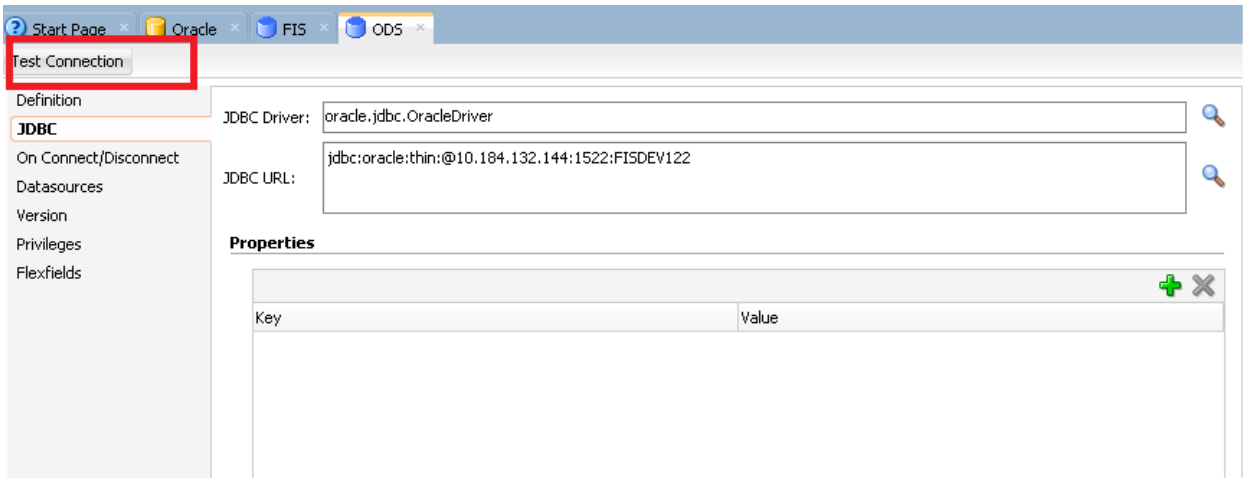 Start Page Oracle FIS ODS
Test Connection
Definition
JDBC
On Connect/Disconnect
Datasources
Version
Privileges
Flexfields
JDBC Driver: oracle.jdbc.OracleDriver
JDBC URL: jdbc:oracle:thin:@10.184.132.144:1522:FISDEV122
Properties
Key Value